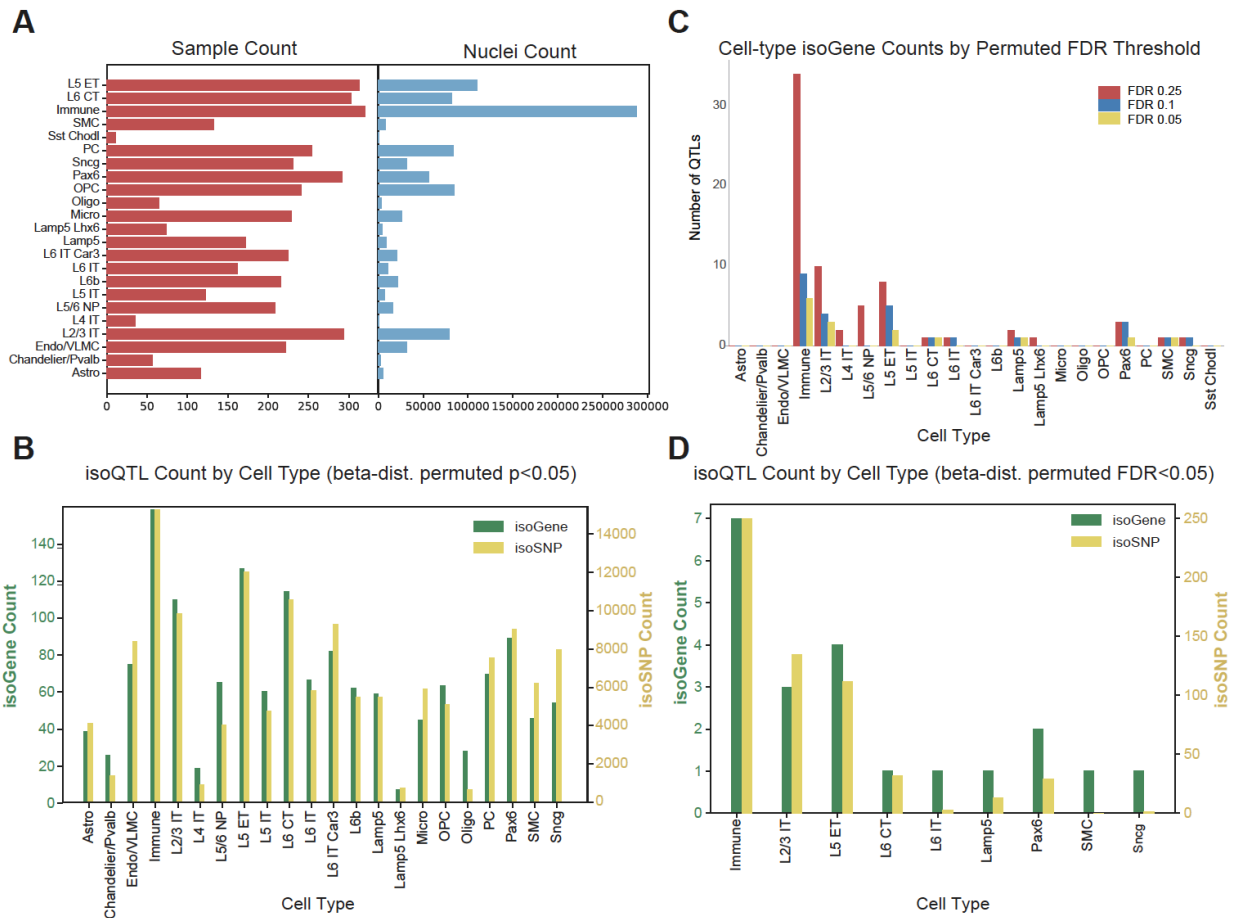 A
Sample Count
Nuclei Count
L5 ET
L6 CT
Immune
SMC
Sst Chodl
PC
Sncg
Pax6
OPC
Oligo
Micro
Lamp5 Lhx6
Lamp5
L6 IT Car3
L6 IT
L6b
L5 IT
L5/6 NP
L4 IT
L2/3 IT
Endo/VLMC
Chandelier/Pvalb
Astro
0 50 100 150 200 250 300
0 50000 100000 150000 200000 250000 300000
C
Cell-type isoGene Counts by Permuted FDR Threshold
FDR 0.25
FDR 0.1
FDR 0.05
Number of QTLs
30
20
10
0
Astro
Chandelier/Pvalb
Endo/VLMC
Immune
L2/3 IT
L4 IT
L5/6 NP
L5 ET
L5 IT
L6 CT
L6 IT
L6 IT Car3
L6b
Lamp5
Lamp5 Lhx6
Micro
Oligo
OPC
Pax6
PC
SMC
Sncg
Sst Chodl
Cell Type
B
isoQTL Count by Cell Type (beta-dist. permuted p<0.05)
isoGene
isoSNP
isoGene Count
140
120
100
80
60
40
20
0
isoSNP Count
14000
12000
10000
8000
6000
4000
2000
0
Astro
Chandelier/Pvalb
Endo/VLMC
Immune
L2/3 IT
L4 IT
L5/6 NP
L5 ET
L5 IT
L6 CT
L6 IT
L6 IT Car3
L6b
Lamp5
Lamp5 Lhx6
Micro
OPC
Oligo
PC
Pax6
SMC
Sncg
Cell Type
D
isoQTL Count by Cell Type (beta-dist. permuted FDR<0.05)
isoGene
isoSNP
isoGene Count
7
6
5
4
3
2
1
0
isoSNP Count
250
200
150
100
50
0
Immune
L2/3 IT
L5 ET
L6 CT
L6 IT
Lamp5
Pax6
SMC
Sncg
Cell Type